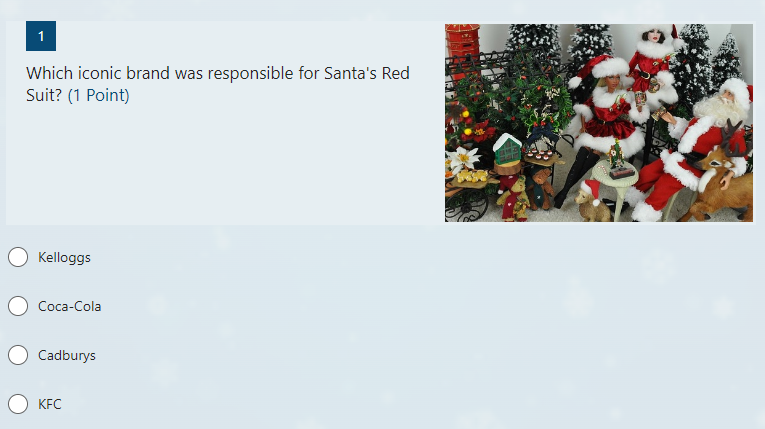 1
Which iconic brand was responsible for Santa's Red
Suit? (1 Point)
Kelloggs
Coca-Cola
Cadburys
KFC